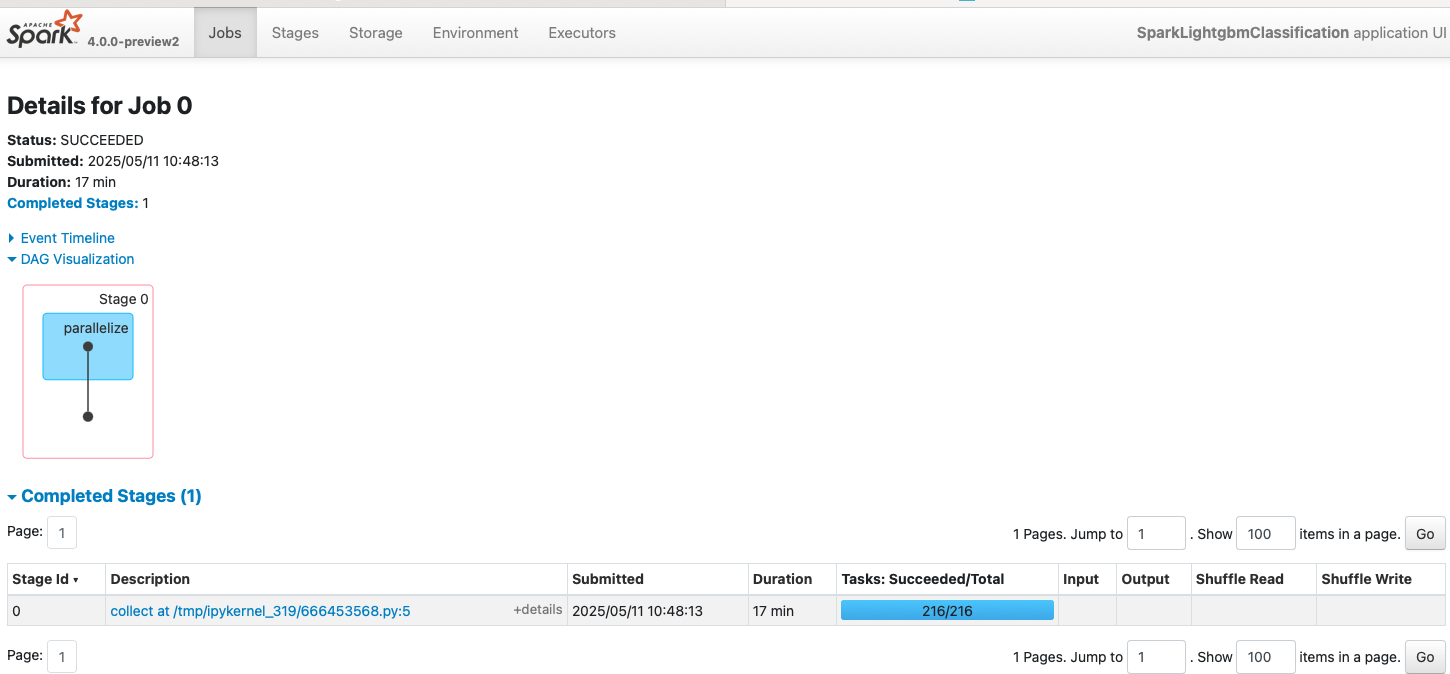 APACHE Spark 4.0.0-preview2 Jobs Stages Storage Environment Executors SparkLightgbmClassification application UI
Details for Job 0
Status: SUCCEEDED
Submitted: 2025/05/11 10:48:13
Duration: 17 min
Completed Stages: 1
Event Timeline
DAG Visualization
Stage 0
parallelize
Completed Stages (1)
Page: 1 1 Pages. Jump to 1 . Show 100 items in a page. Go
Stage Id Description Submitted Duration Tasks: Succeeded/Total Input Output Shuffle Read Shuffle Write
0 collect at /tmp/ipykernel_319/666453568.py:5 +details 2025/05/11 10:48:13 17 min 216/216
Page: 1 1 Pages. Jump to 1 . Show 100 items in a page. Go